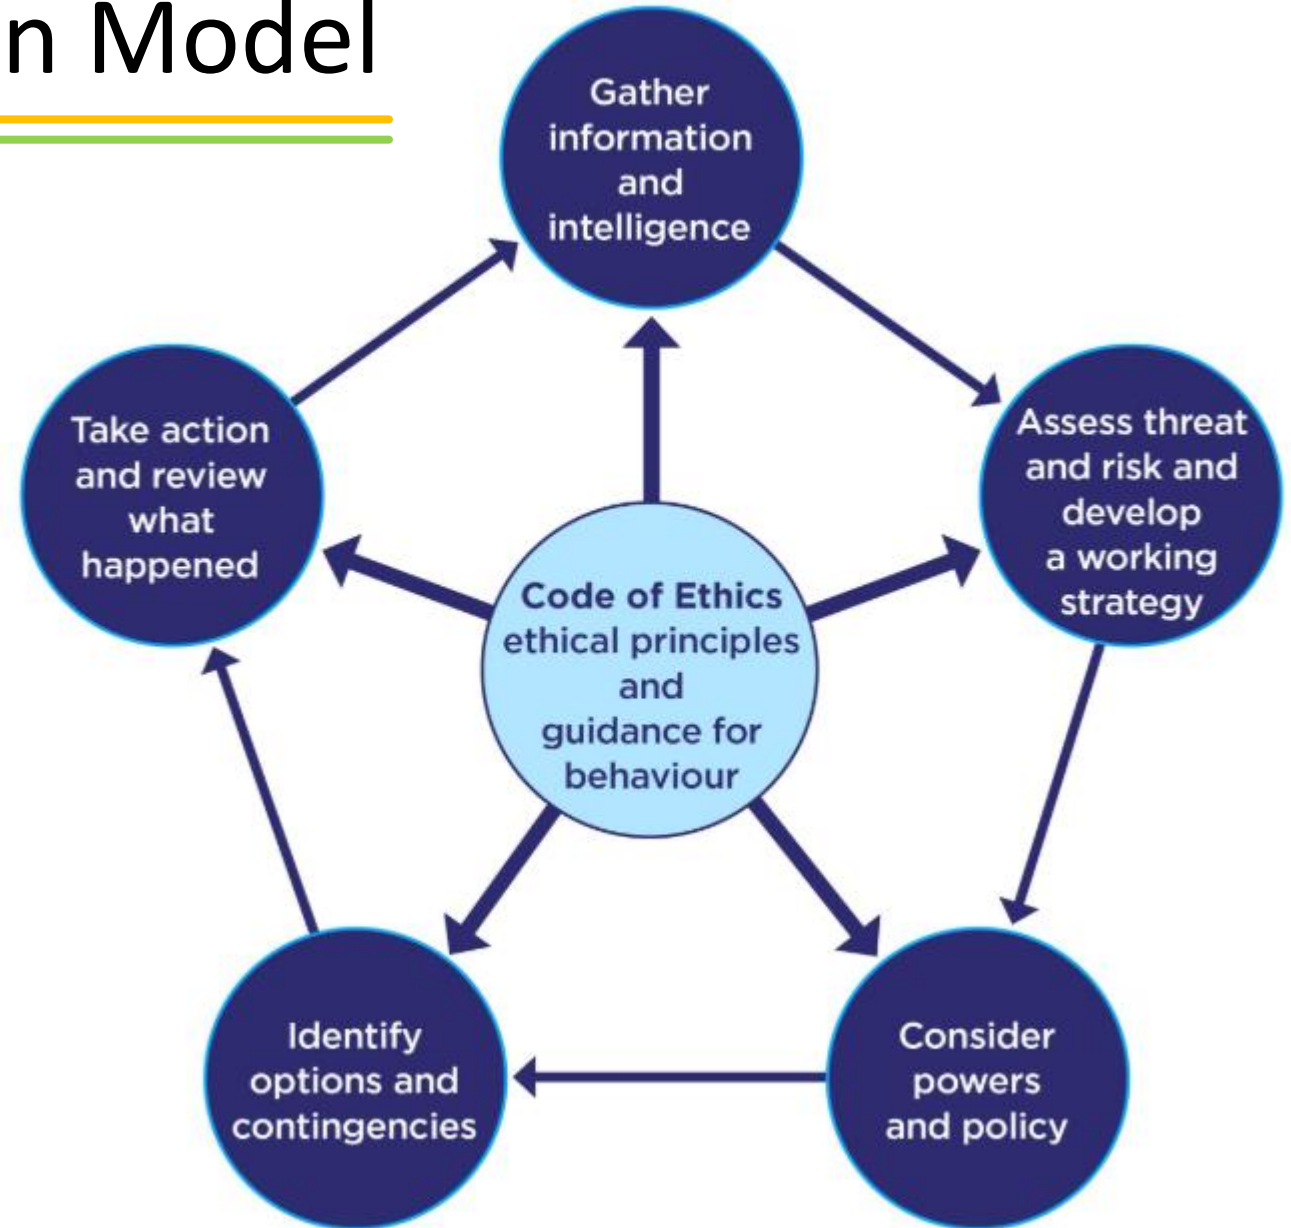 n Model
Gather
information
and
intelligence
Assess threat
and risk and
develop
a working
strategy
Consider
powers
and policy
Identify
options and
contingencies
Take action
and review
what
happened
Code of Ethics
ethical principles
and
guidance for
behaviour